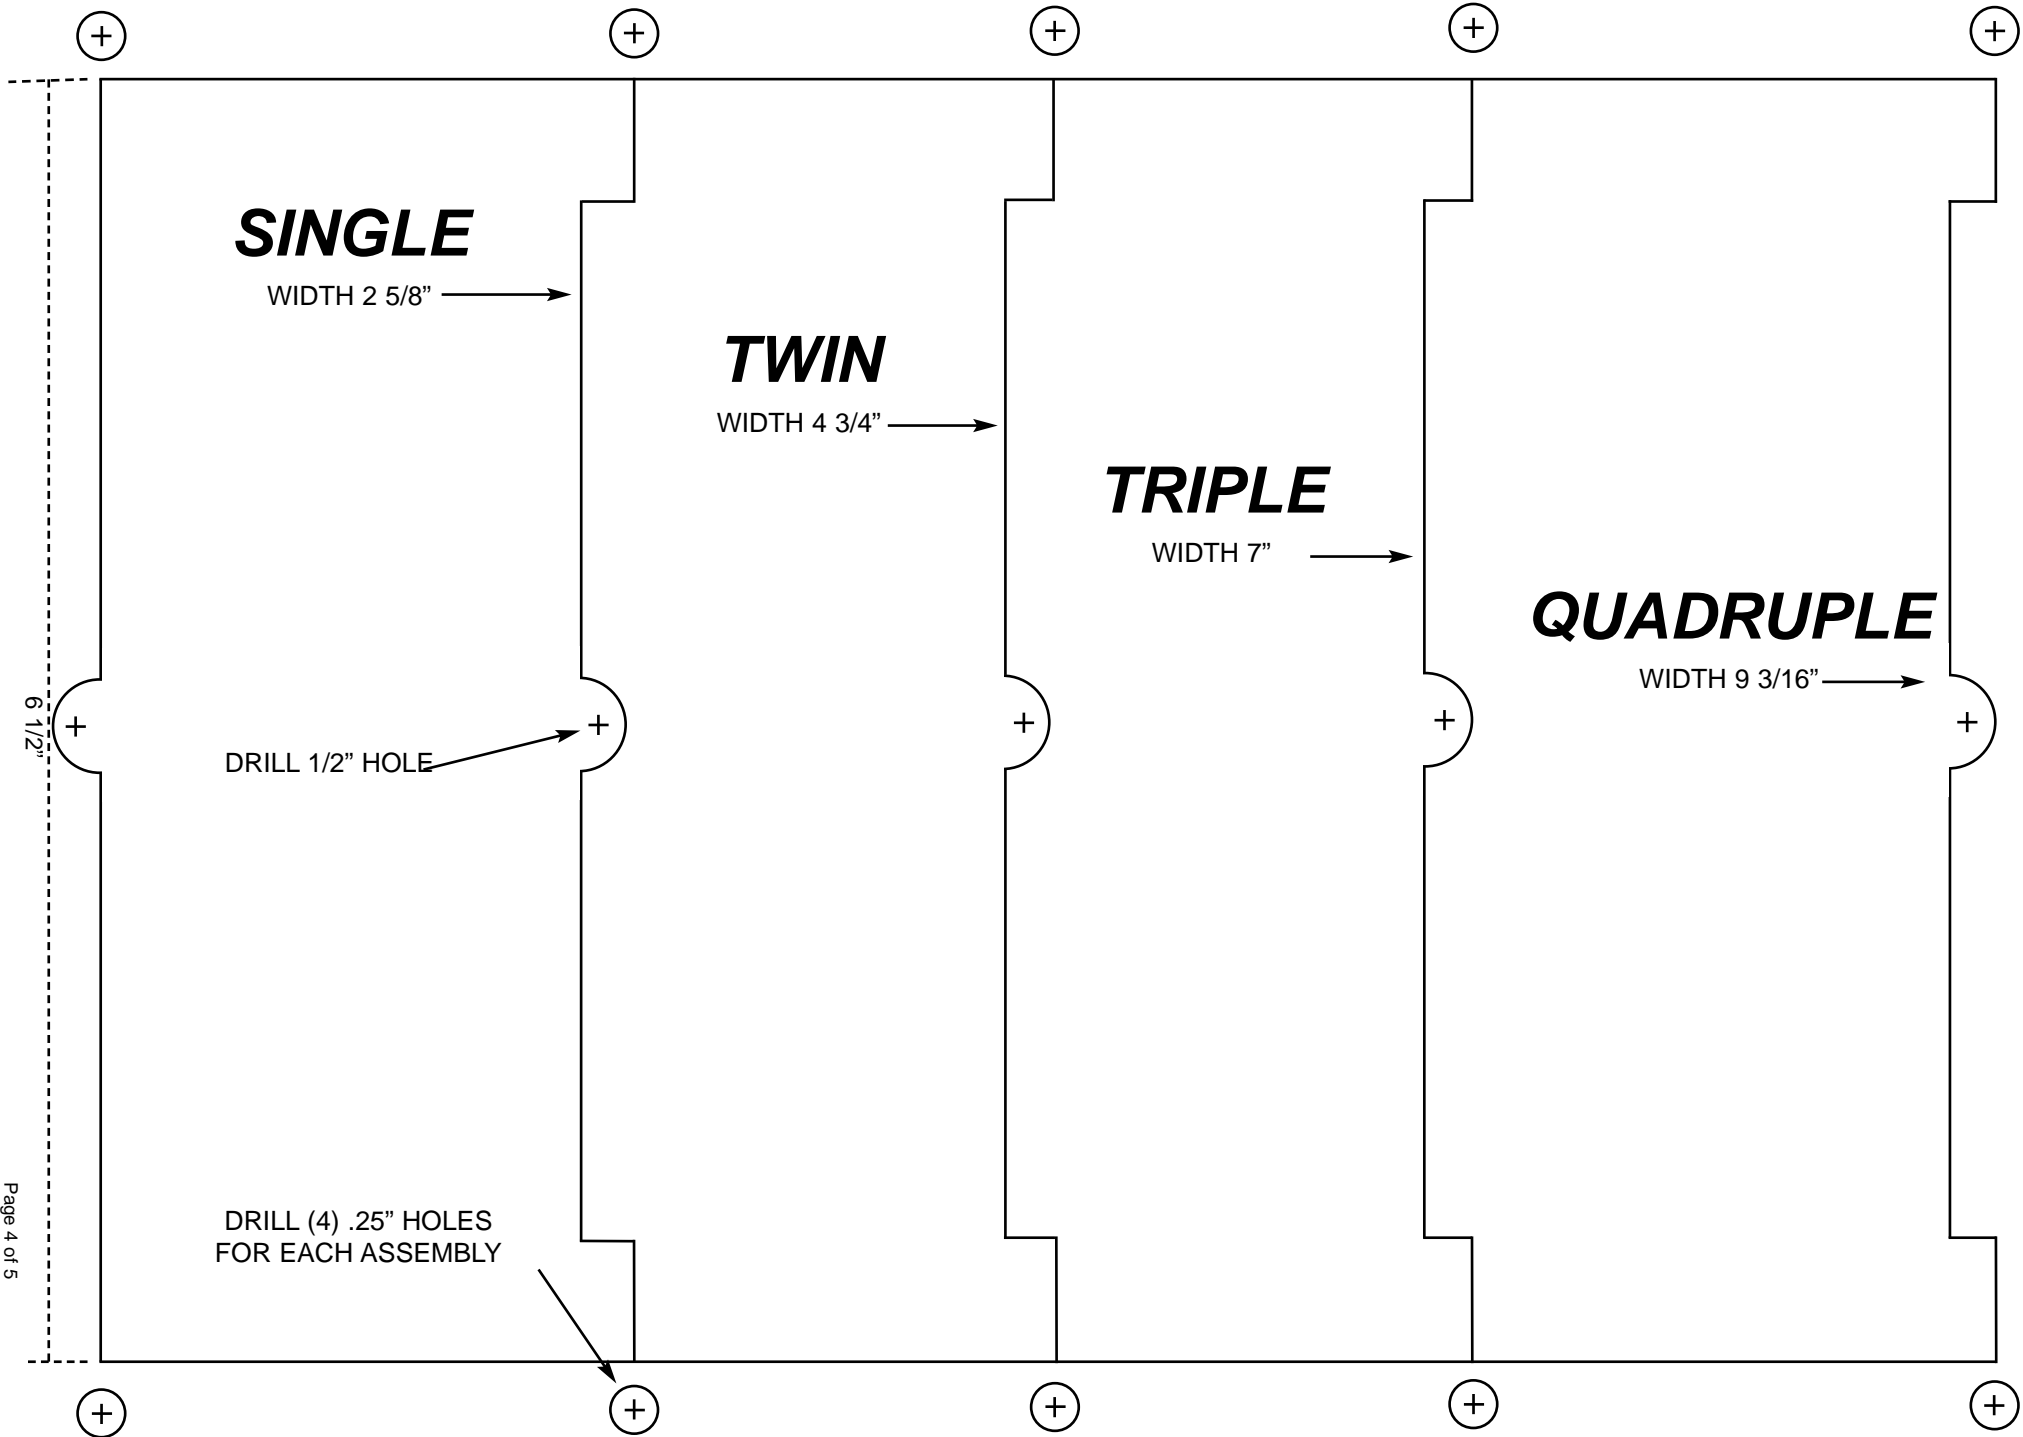 SINGLE
WIDTH 2 5/8”
TWIN
WIDTH 4 3/4”
TRIPLE
WIDTH 7”
QUADRUPLE
WIDTH 9 3/16”
6 1/2”
DRILL 1/2” HOLE
DRILL (4) .25” HOLES
FOR EACH ASSEMBLY
Page 4 of 5